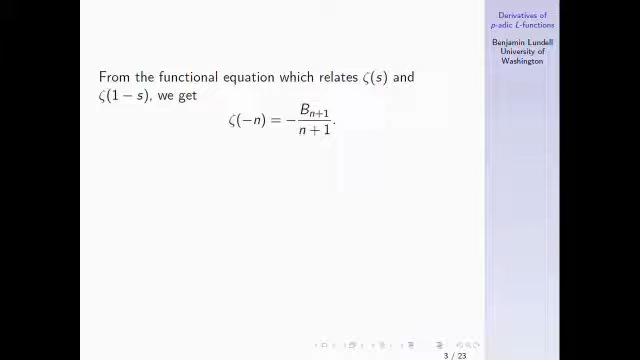 From the functional equation which relates ζ(s) and
ζ(1 − s), we get
ζ(−n) = − B_{n+1} / n + 1 .
Derivatives of
p-adic L-functions
Benjamin Lundell
University of
Washington
3 / 23